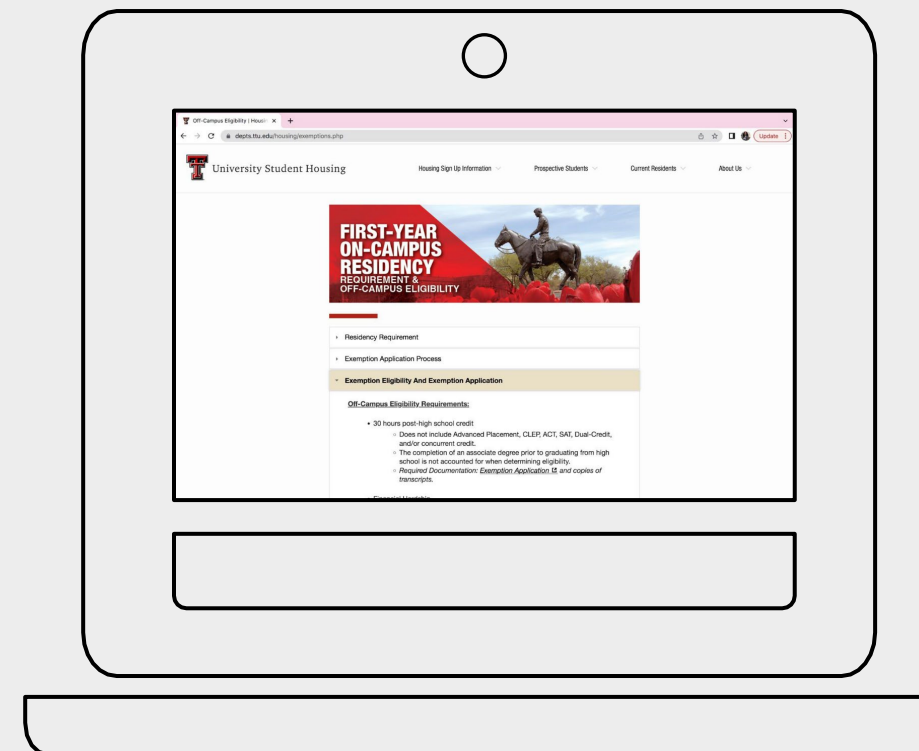 Off-Campus Eligibility | Housin
depts.ttu.edu/housing/exemptions.php
Update
University Student Housing
Housing Sign Up Information
Prospective Students
Current Residents
About Us
FIRST-YEAR
ON-CAMPUS
RESIDENCY
REQUIREMENT &
OFF-CAMPUS ELIGIBILITY
Residency Requirement
Exemption Application Process
Exemption Eligibility And Exemption Application
Off-Campus Eligibility Requirements:
• 30 hours post-high school credit
◦ Does not include Advanced Placement, CLEP, ACT, SAT, Dual-Credit,
and/or concurrent credit.
◦ The completion of an associate degree prior to graduating from high
school is not accounted for when determining eligibility.
◦ Required Documentation: Exemption Application and copies of
transcripts.
• Financial Hardship